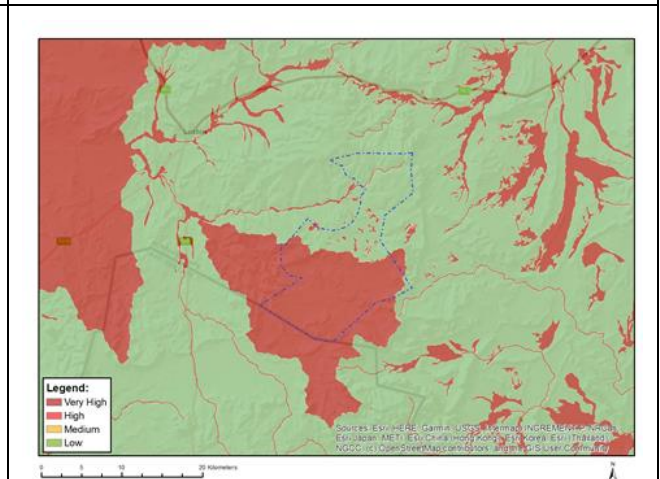 Legend:
Very High
High
Medium
Low
Sources: Esri, HERE, Garmin, USGS, Intermap, INCREMENT P, NRCan,
Esri Japan, METI, Esri China (Hong Kong), Esri Korea, Esri (Thailand),
NGCC, (c) OpenStreetMap contributors, and the GIS User Community
0 5 10 20 Kilometers
N